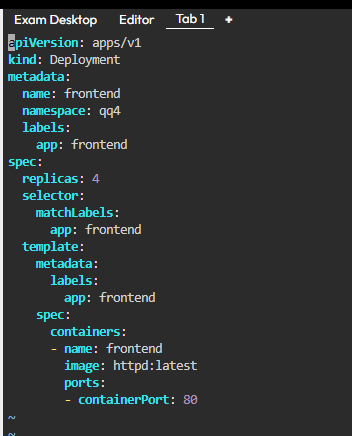 Exam Desktop Editor Tab 1 +
apiVersion: apps/v1
kind: Deployment
metadata:
  name: frontend
  namespace: qq4
  labels:
    app: frontend
spec:
  replicas: 4
  selector:
    matchLabels:
      app: frontend
  template:
    metadata:
      labels:
        app: frontend
    spec:
      containers:
      - name: frontend
        image: httpd:latest
        ports:
        - containerPort: 80
~
~